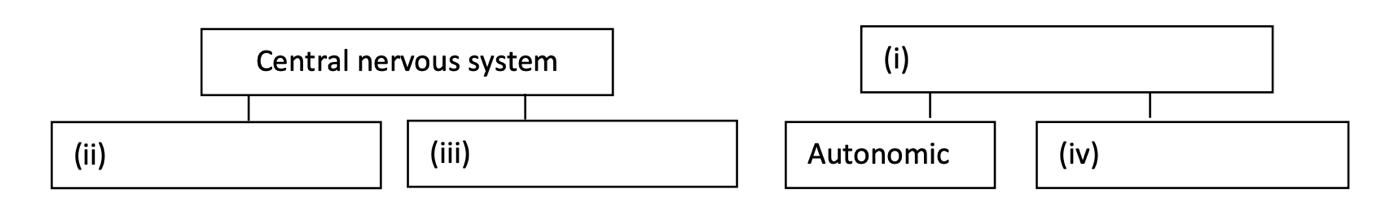 Central nervous system
(i)
(ii)
(iii)
Autonomic
(iv)